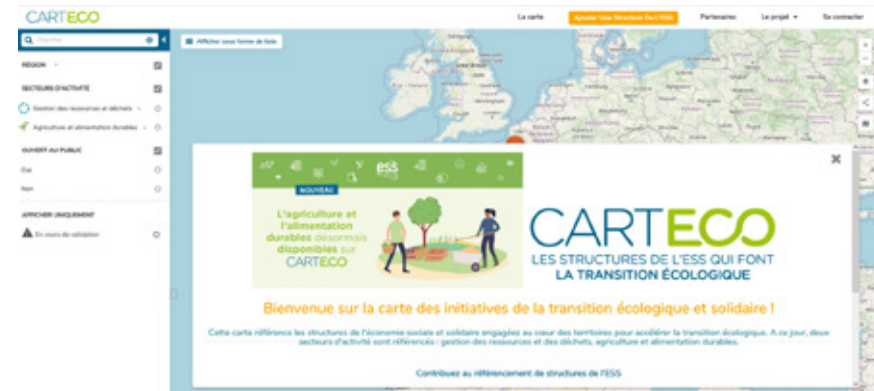 CARTECO
La carte
Ajouter Une Structure De L'ESS
Partenaires
Le projet
Se connecter
Chercher
Afficher sous forme de liste
RÉGION
SECTEURS D'ACTIVITÉ
Gestion des ressources et déchets
Agriculture et alimentation durables
OUVERT AU PUBLIC
Oui
Non
AFFICHER UNIQUEMENT
En cours de validation
ess
NOUVEAU
L'agriculture et
l'alimentation
durables désormais
disponibles sur
CARTECO
CARTECO
LES STRUCTURES DE L'ESS QUI FONT
LA TRANSITION ÉCOLOGIQUE
Bienvenue sur la carte des initiatives de la transition écologique et solidaire !
Cette carte référence les structures de l'économie sociale et solidaire engagées au cœur des territoires pour accélérer la transition écologique. A ce jour, deux
secteurs d'activité sont référencés : gestion des ressources et des déchets, agriculture et alimentation durables.
Contribuez au référencement de structures de l'ESS